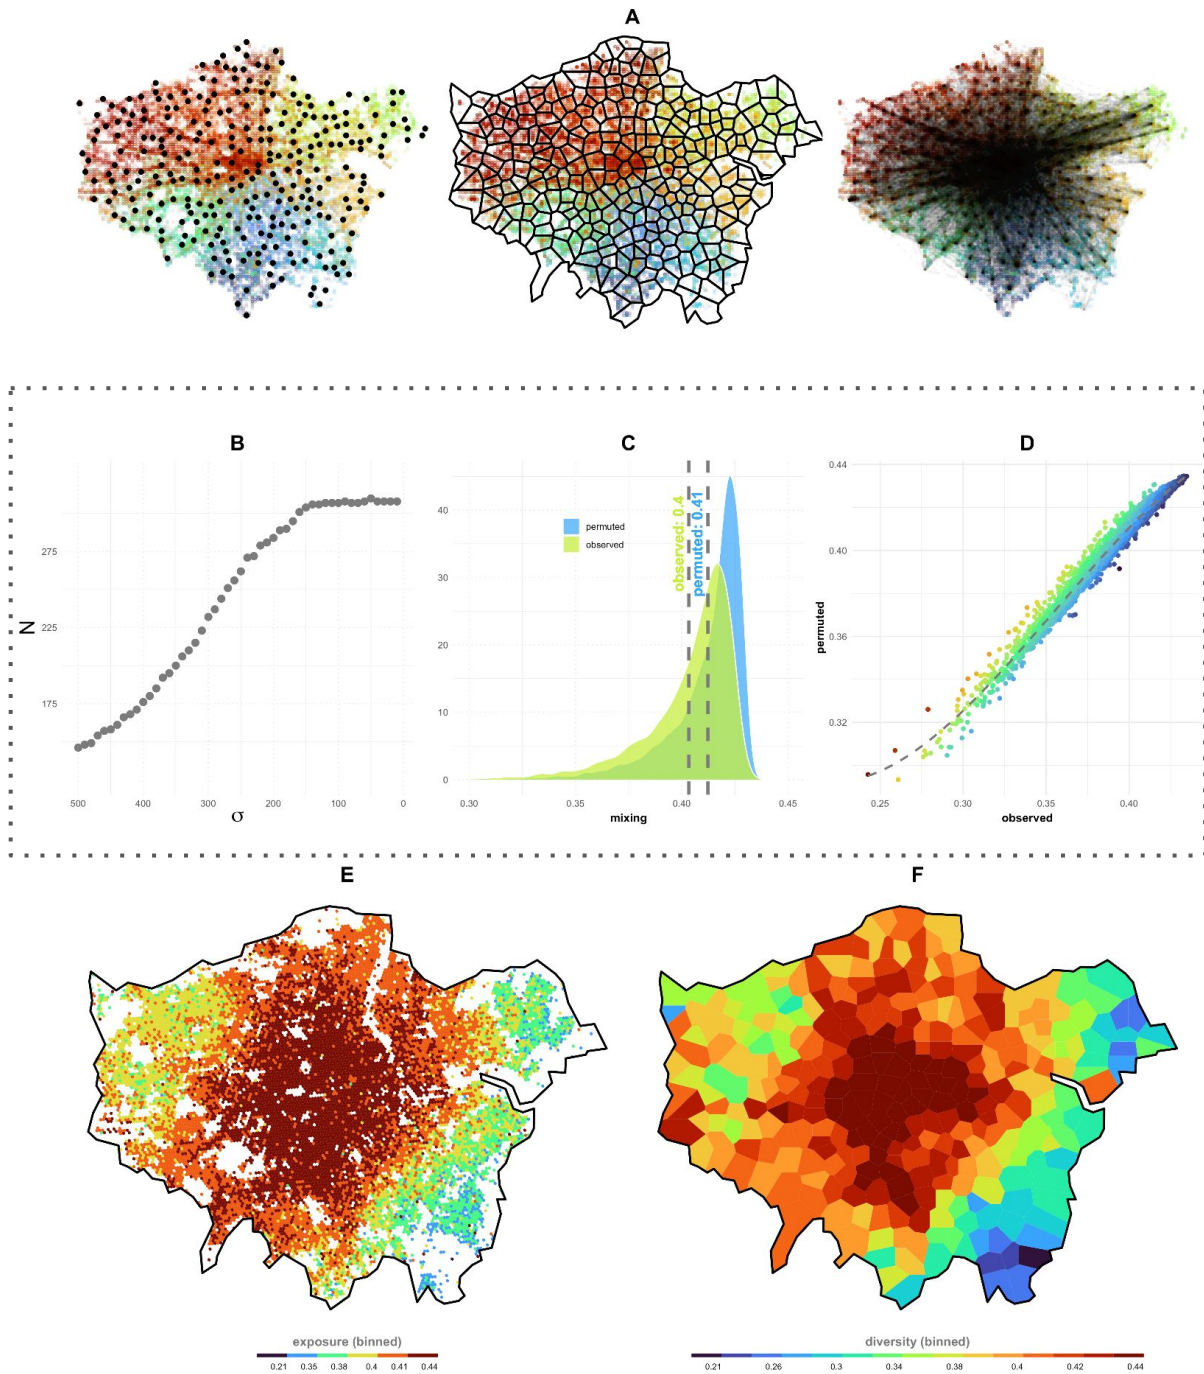 A
B
C
D
N
275
225
175
500
400
300
200
100
0
σ
40
30
20
10
0
permuted
observed
observed: 0.4
permuted: 0.41
0.30
0.35
0.40
0.45
mixing
permuted
0.44
0.40
0.36
0.32
0.25
0.30
0.35
0.40
observed
E
F
exposure (binned)
0.21 0.35 0.38 0.4 0.41 0.44
diversity (binned)
0.21 0.26 0.3 0.34 0.38 0.4 0.42 0.44